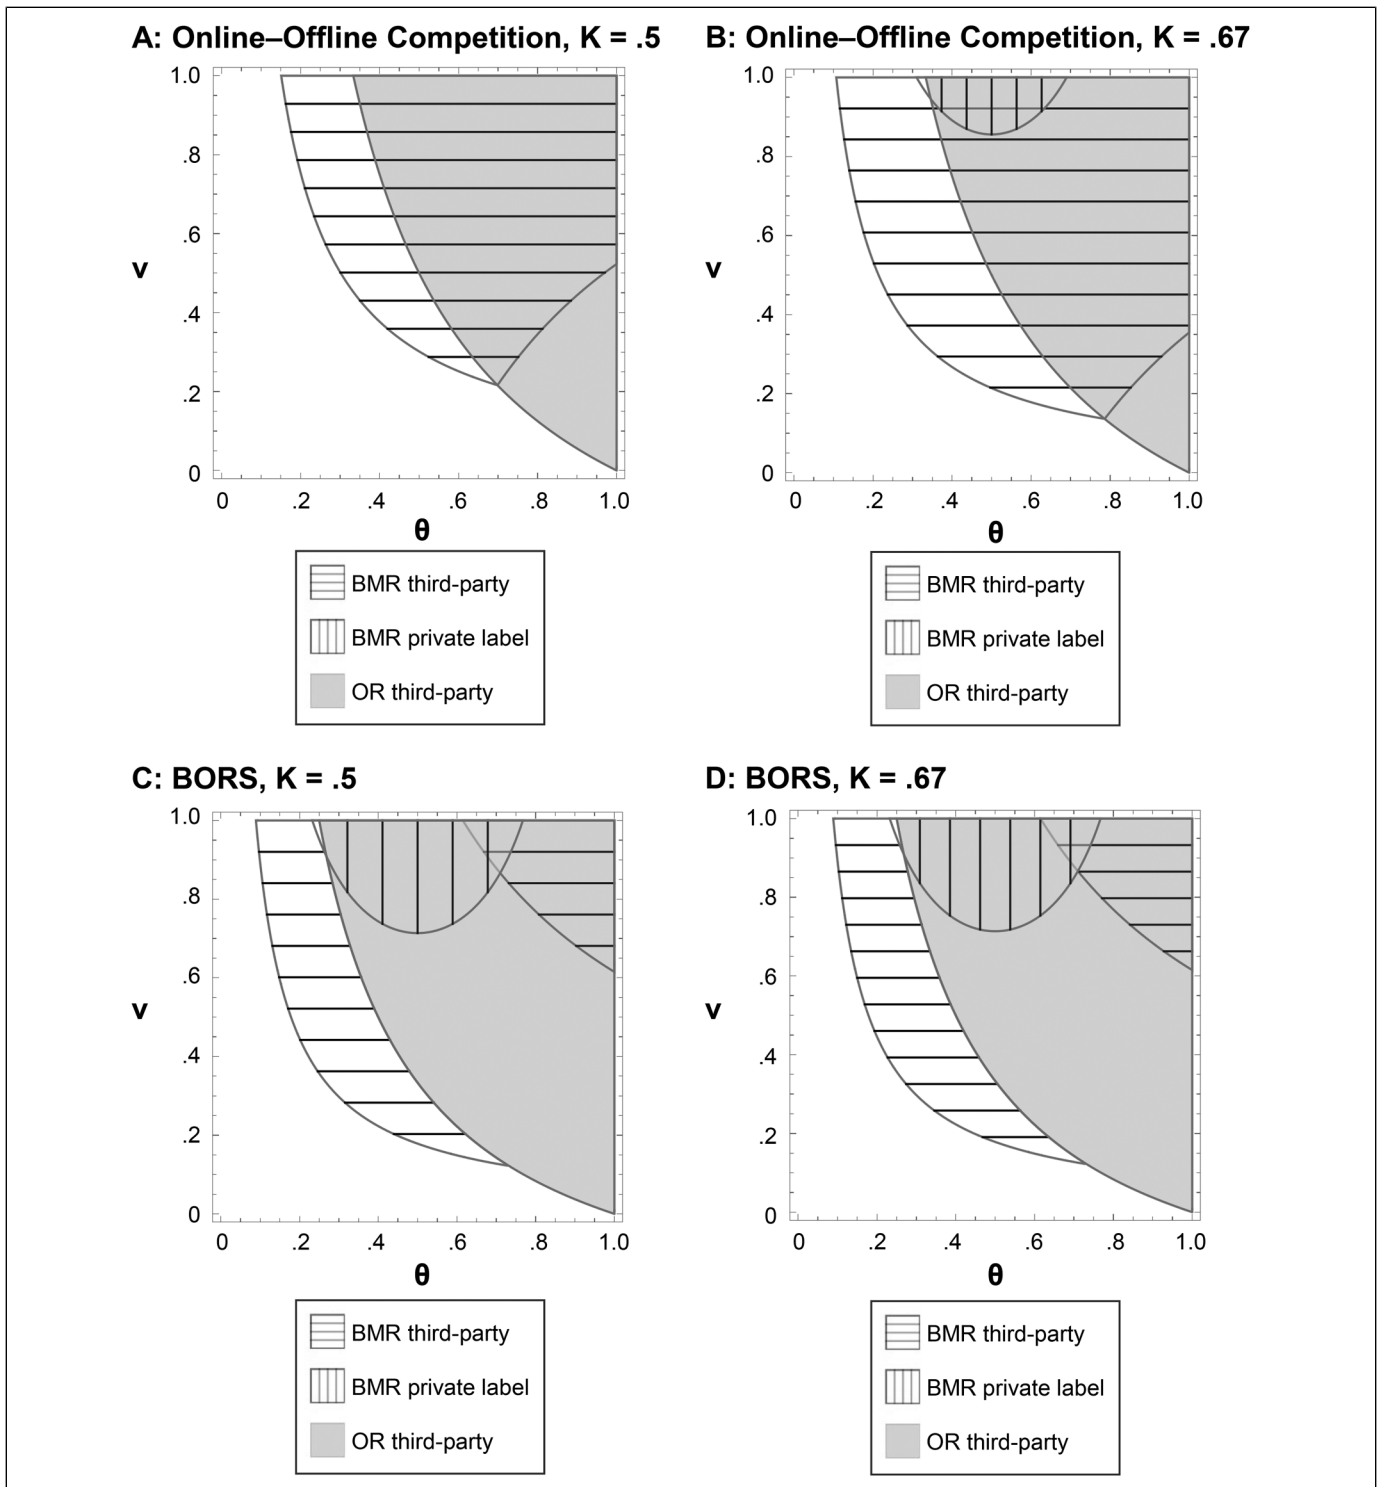 A: Online–Offline Competition, K = .5
B: Online–Offline Competition, K = .67
1.0
.8
.6
v
.4
.2
0
0 .2 .4 .6 .8 1.0
θ
1.0
.8
.6
v
.4
.2
0
0 .2 .4 .6 .8 1.0
θ
BMR third-party
BMR private label
OR third-party
BMR third-party
BMR private label
OR third-party
C: BORS, K = .5
D: BORS, K = .67
1.0
.8
.6
v
.4
.2
0
0 .2 .4 .6 .8 1.0
θ
1.0
.8
.6
v
.4
.2
0
0 .2 .4 .6 .8 1.0
θ
BMR third-party
BMR private label
OR third-party
BMR third-party
BMR private label
OR third-party